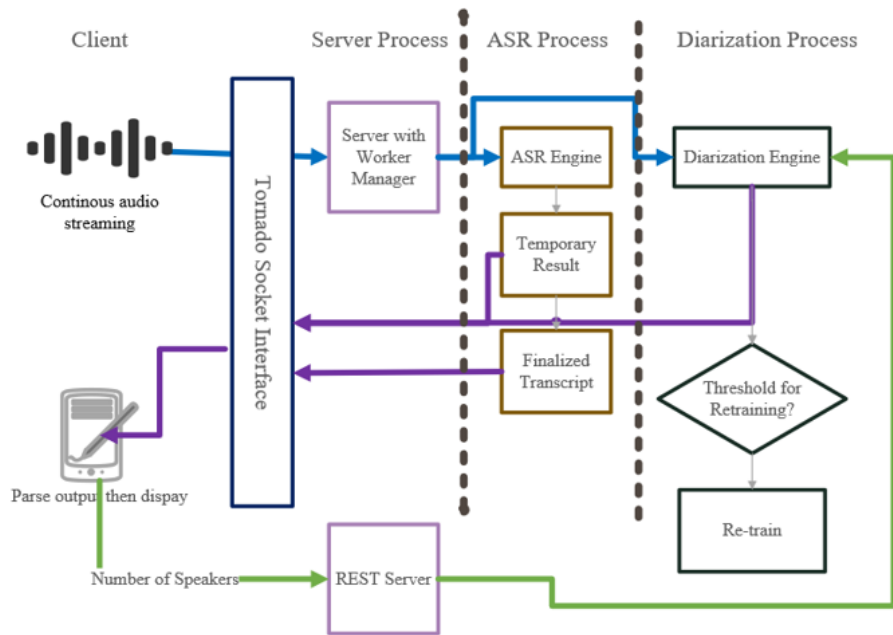 Client
Server Process
ASR Process
Diarization Process
Continous audio
streaming
Tornado Socket Interface
Server with
Worker
Manager
ASR Engine
Diarization Engine
Temporary
Result
Finalized
Transcript
Threshold for
Retraining?
Parse output then dispay
Re-train
Number of Speakers
REST Server